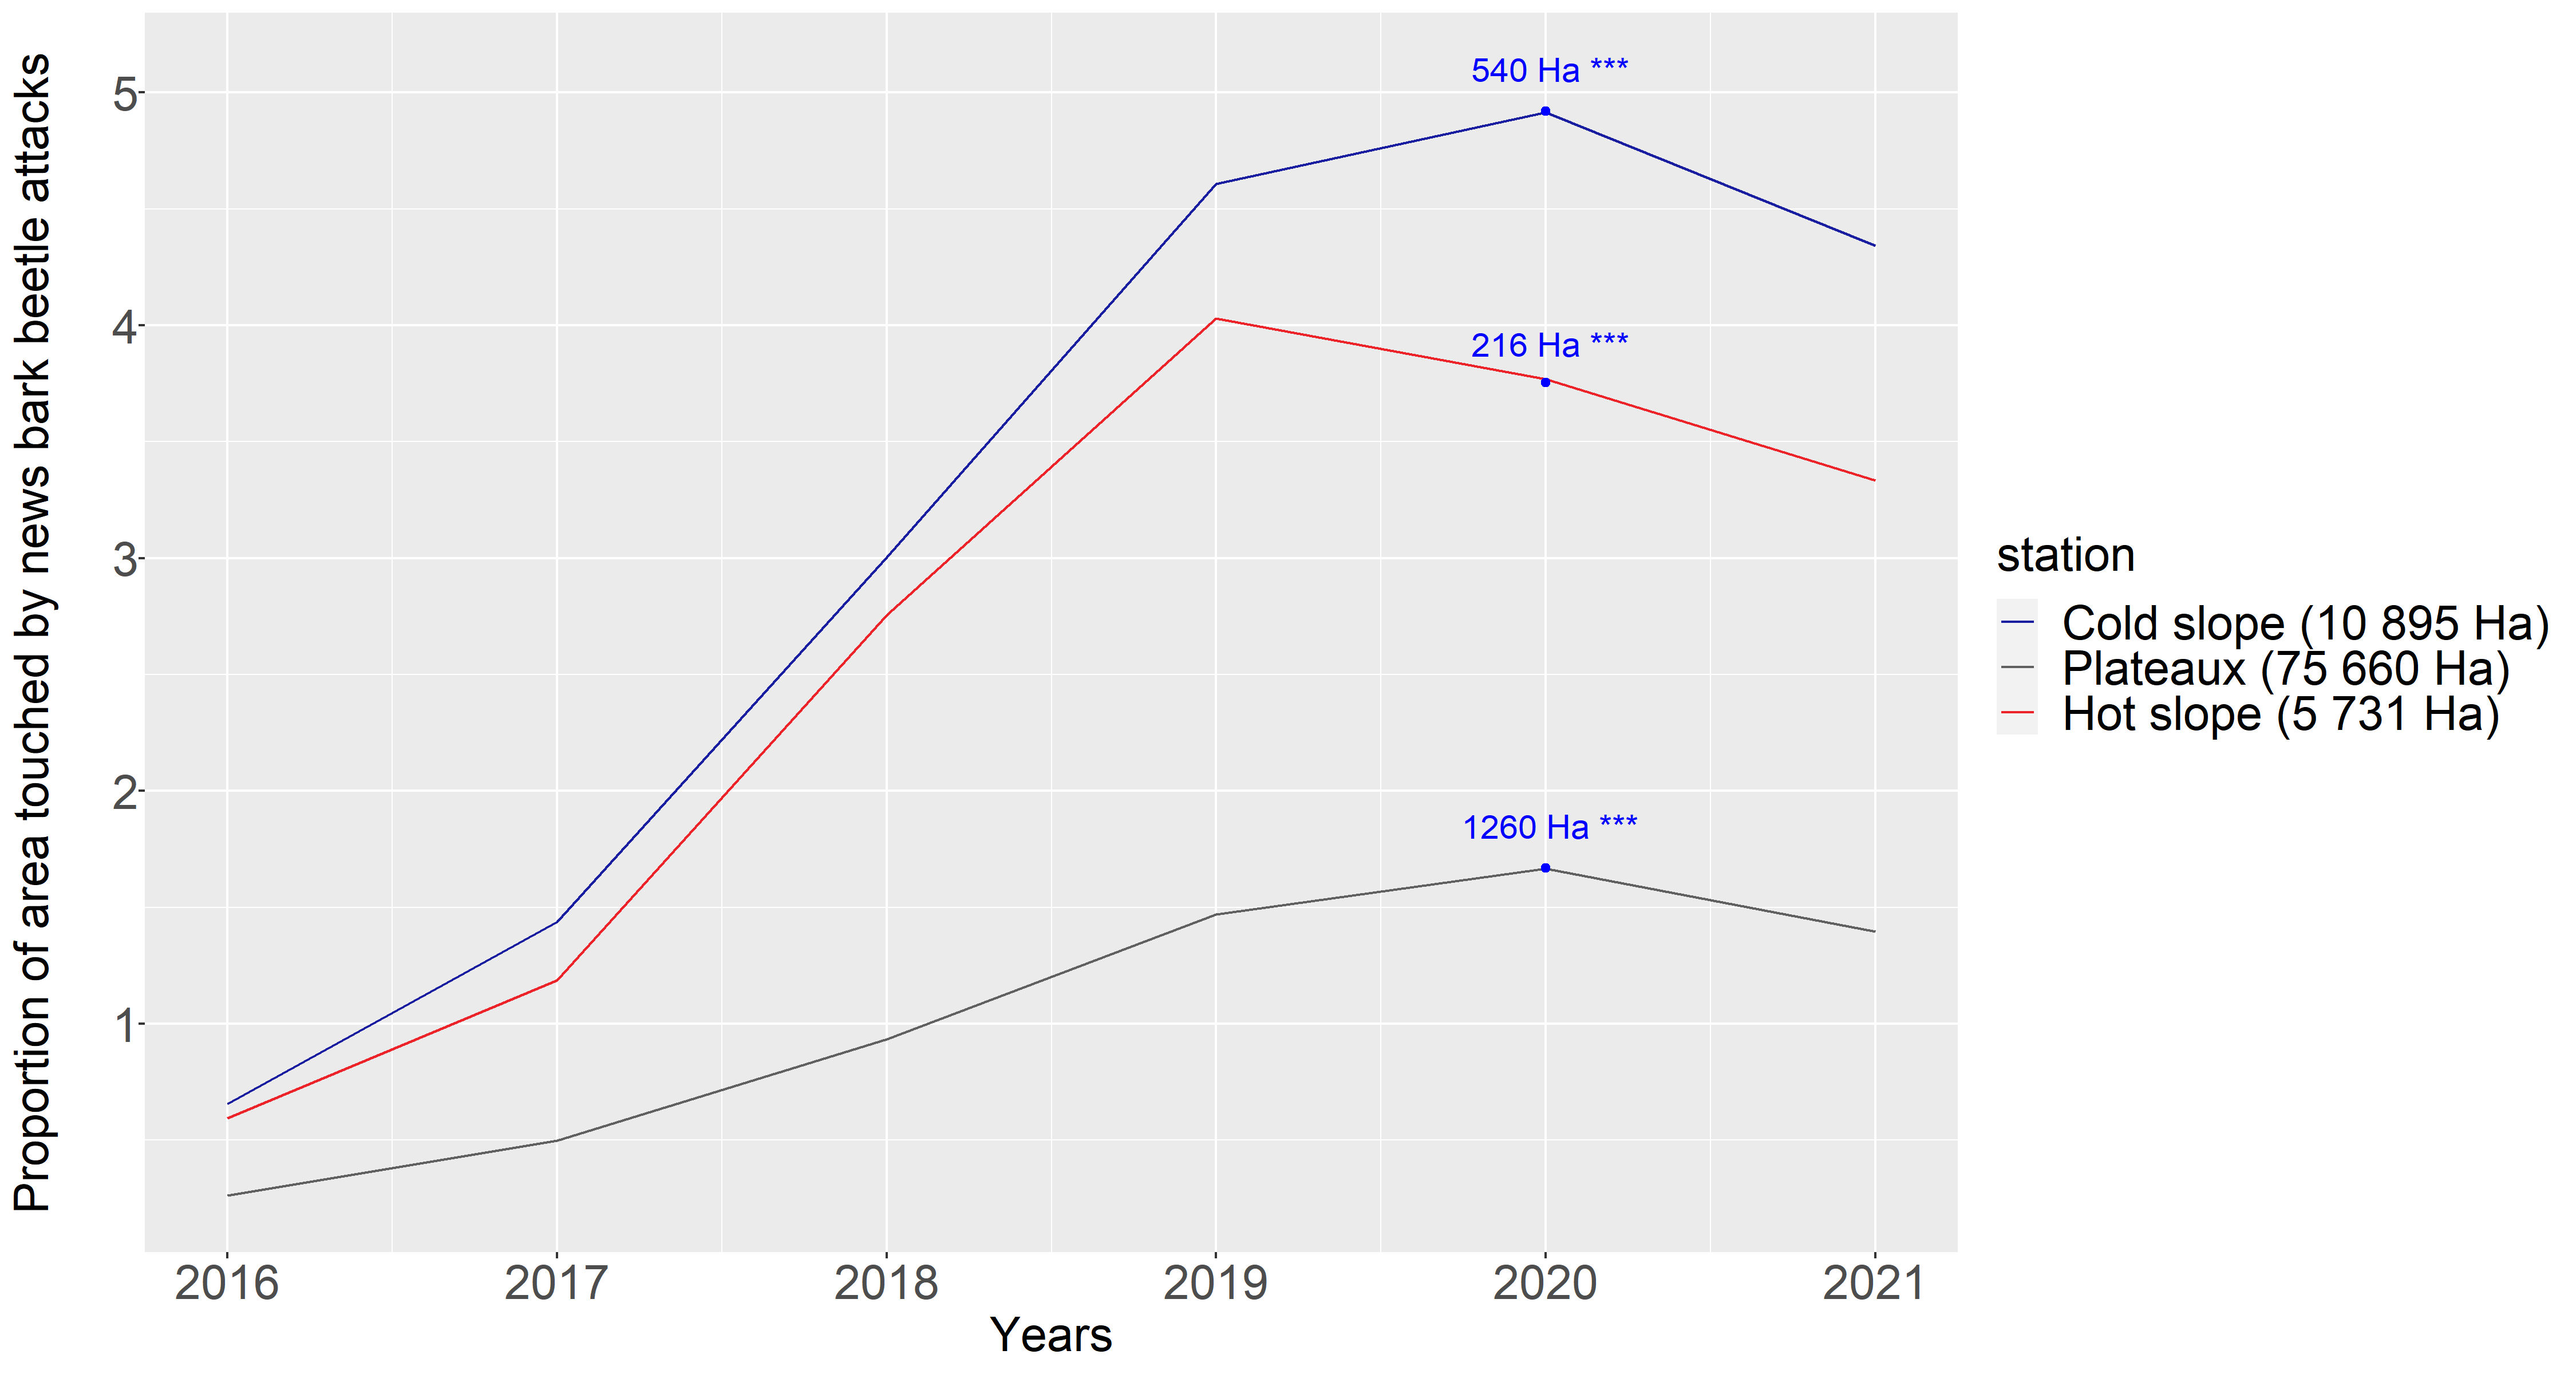 Proportion of area touched by news bark beetle attacks
5
4
3
2
1
540 Ha ***
216 Ha ***
1260 Ha ***
2016 2017 2018 2019 2020 2021
Years
station
Cold slope (10 895 Ha)
Plateaux (75 660 Ha)
Hot slope (5 731 Ha)